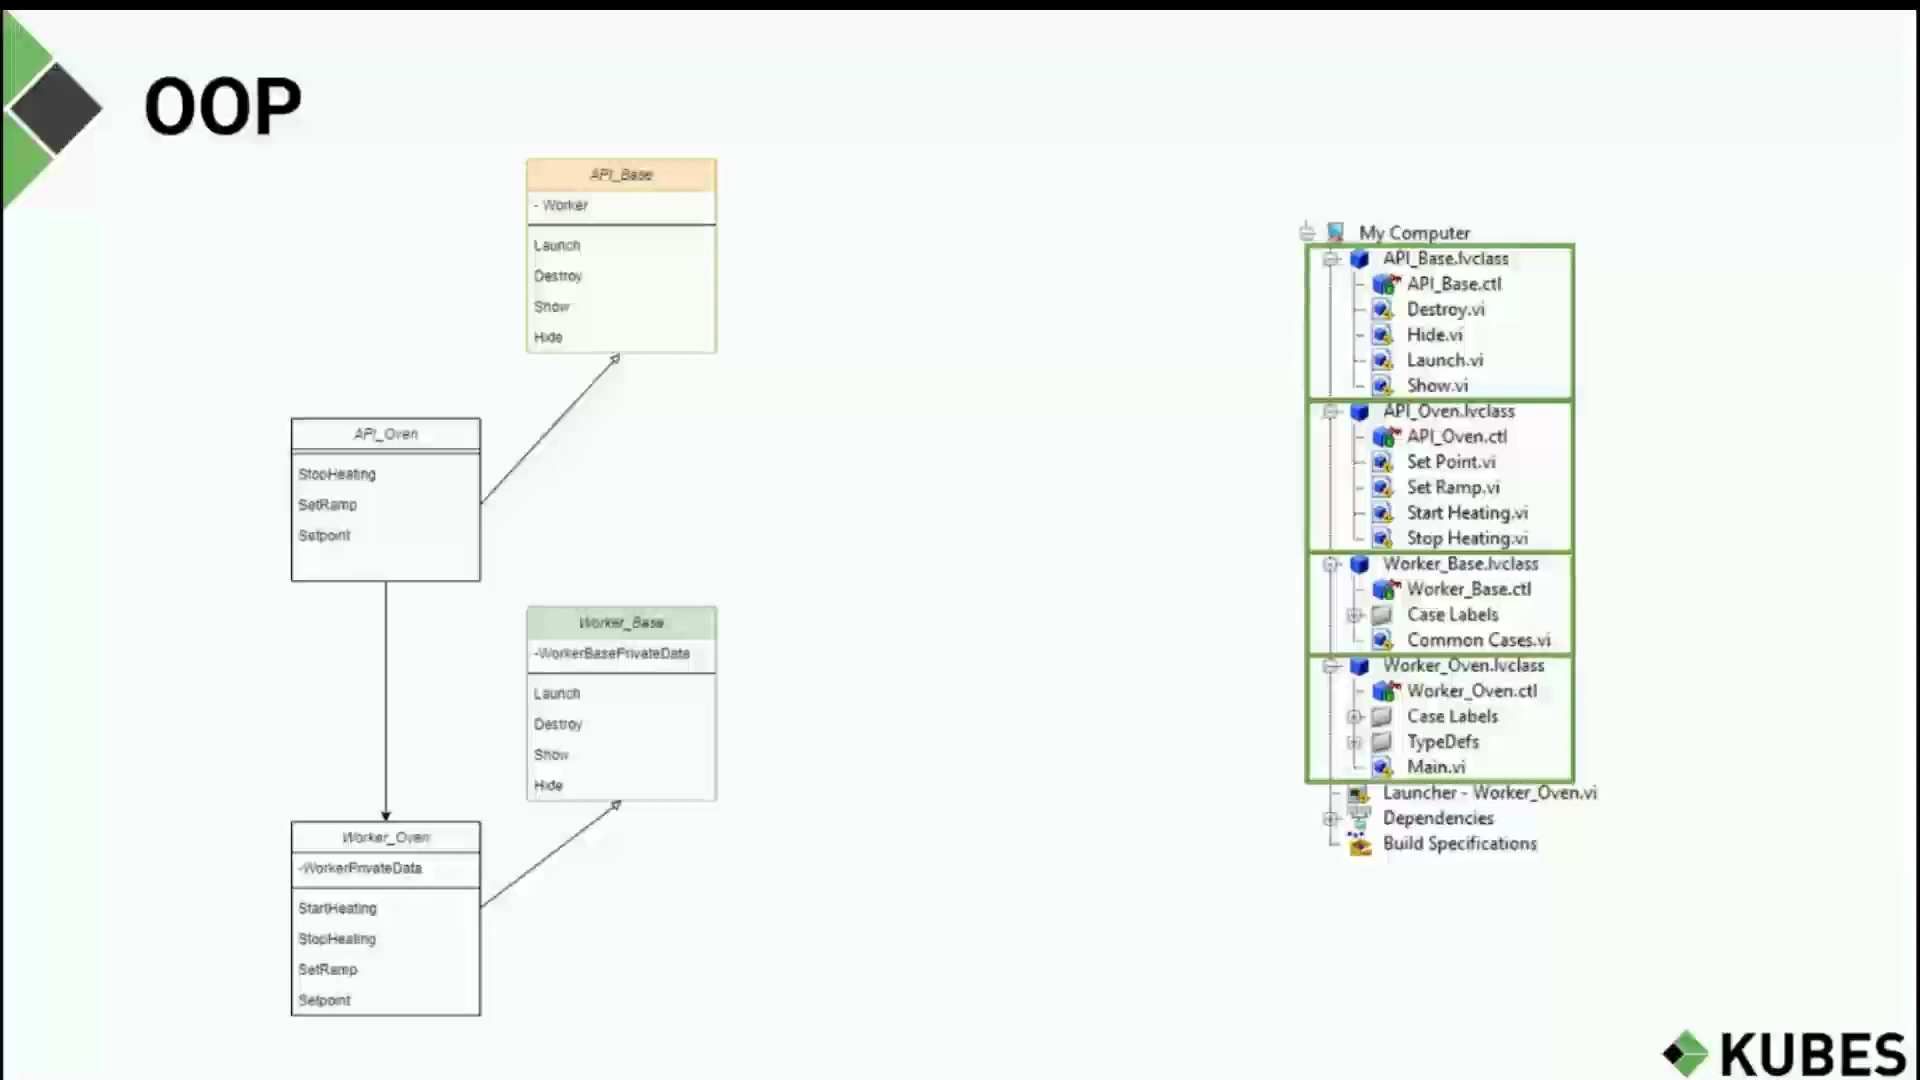 OOP
API_Base
- Worker
Launch
Destroy
Show
Hide
API_Oven
StopHeating
SetRamp
Setpoint
Worker_Base
-WorkerBasePrivateData
Launch
Destroy
Show
Hide
Worker_Oven
-WorkerPrivateData
StartHeating
StopHeating
SetRamp
Setpoint
My Computer
API_Base.lvclass
API_Base.ctl
Destroy.vi
Hide.vi
Launch.vi
Show.vi
API_Oven.lvclass
API_Oven.ctl
Set Point.vi
Set Ramp.vi
Start Heating.vi
Stop Heating.vi
Worker_Base.lvclass
Worker_Base.ctl
Case Labels
Common Cases.vi
Worker_Oven.lvclass
Worker_Oven.ctl
Case Labels
TypeDefs
Main.vi
Launcher - Worker_Oven.vi
Dependencies
Build Specifications
KUBES